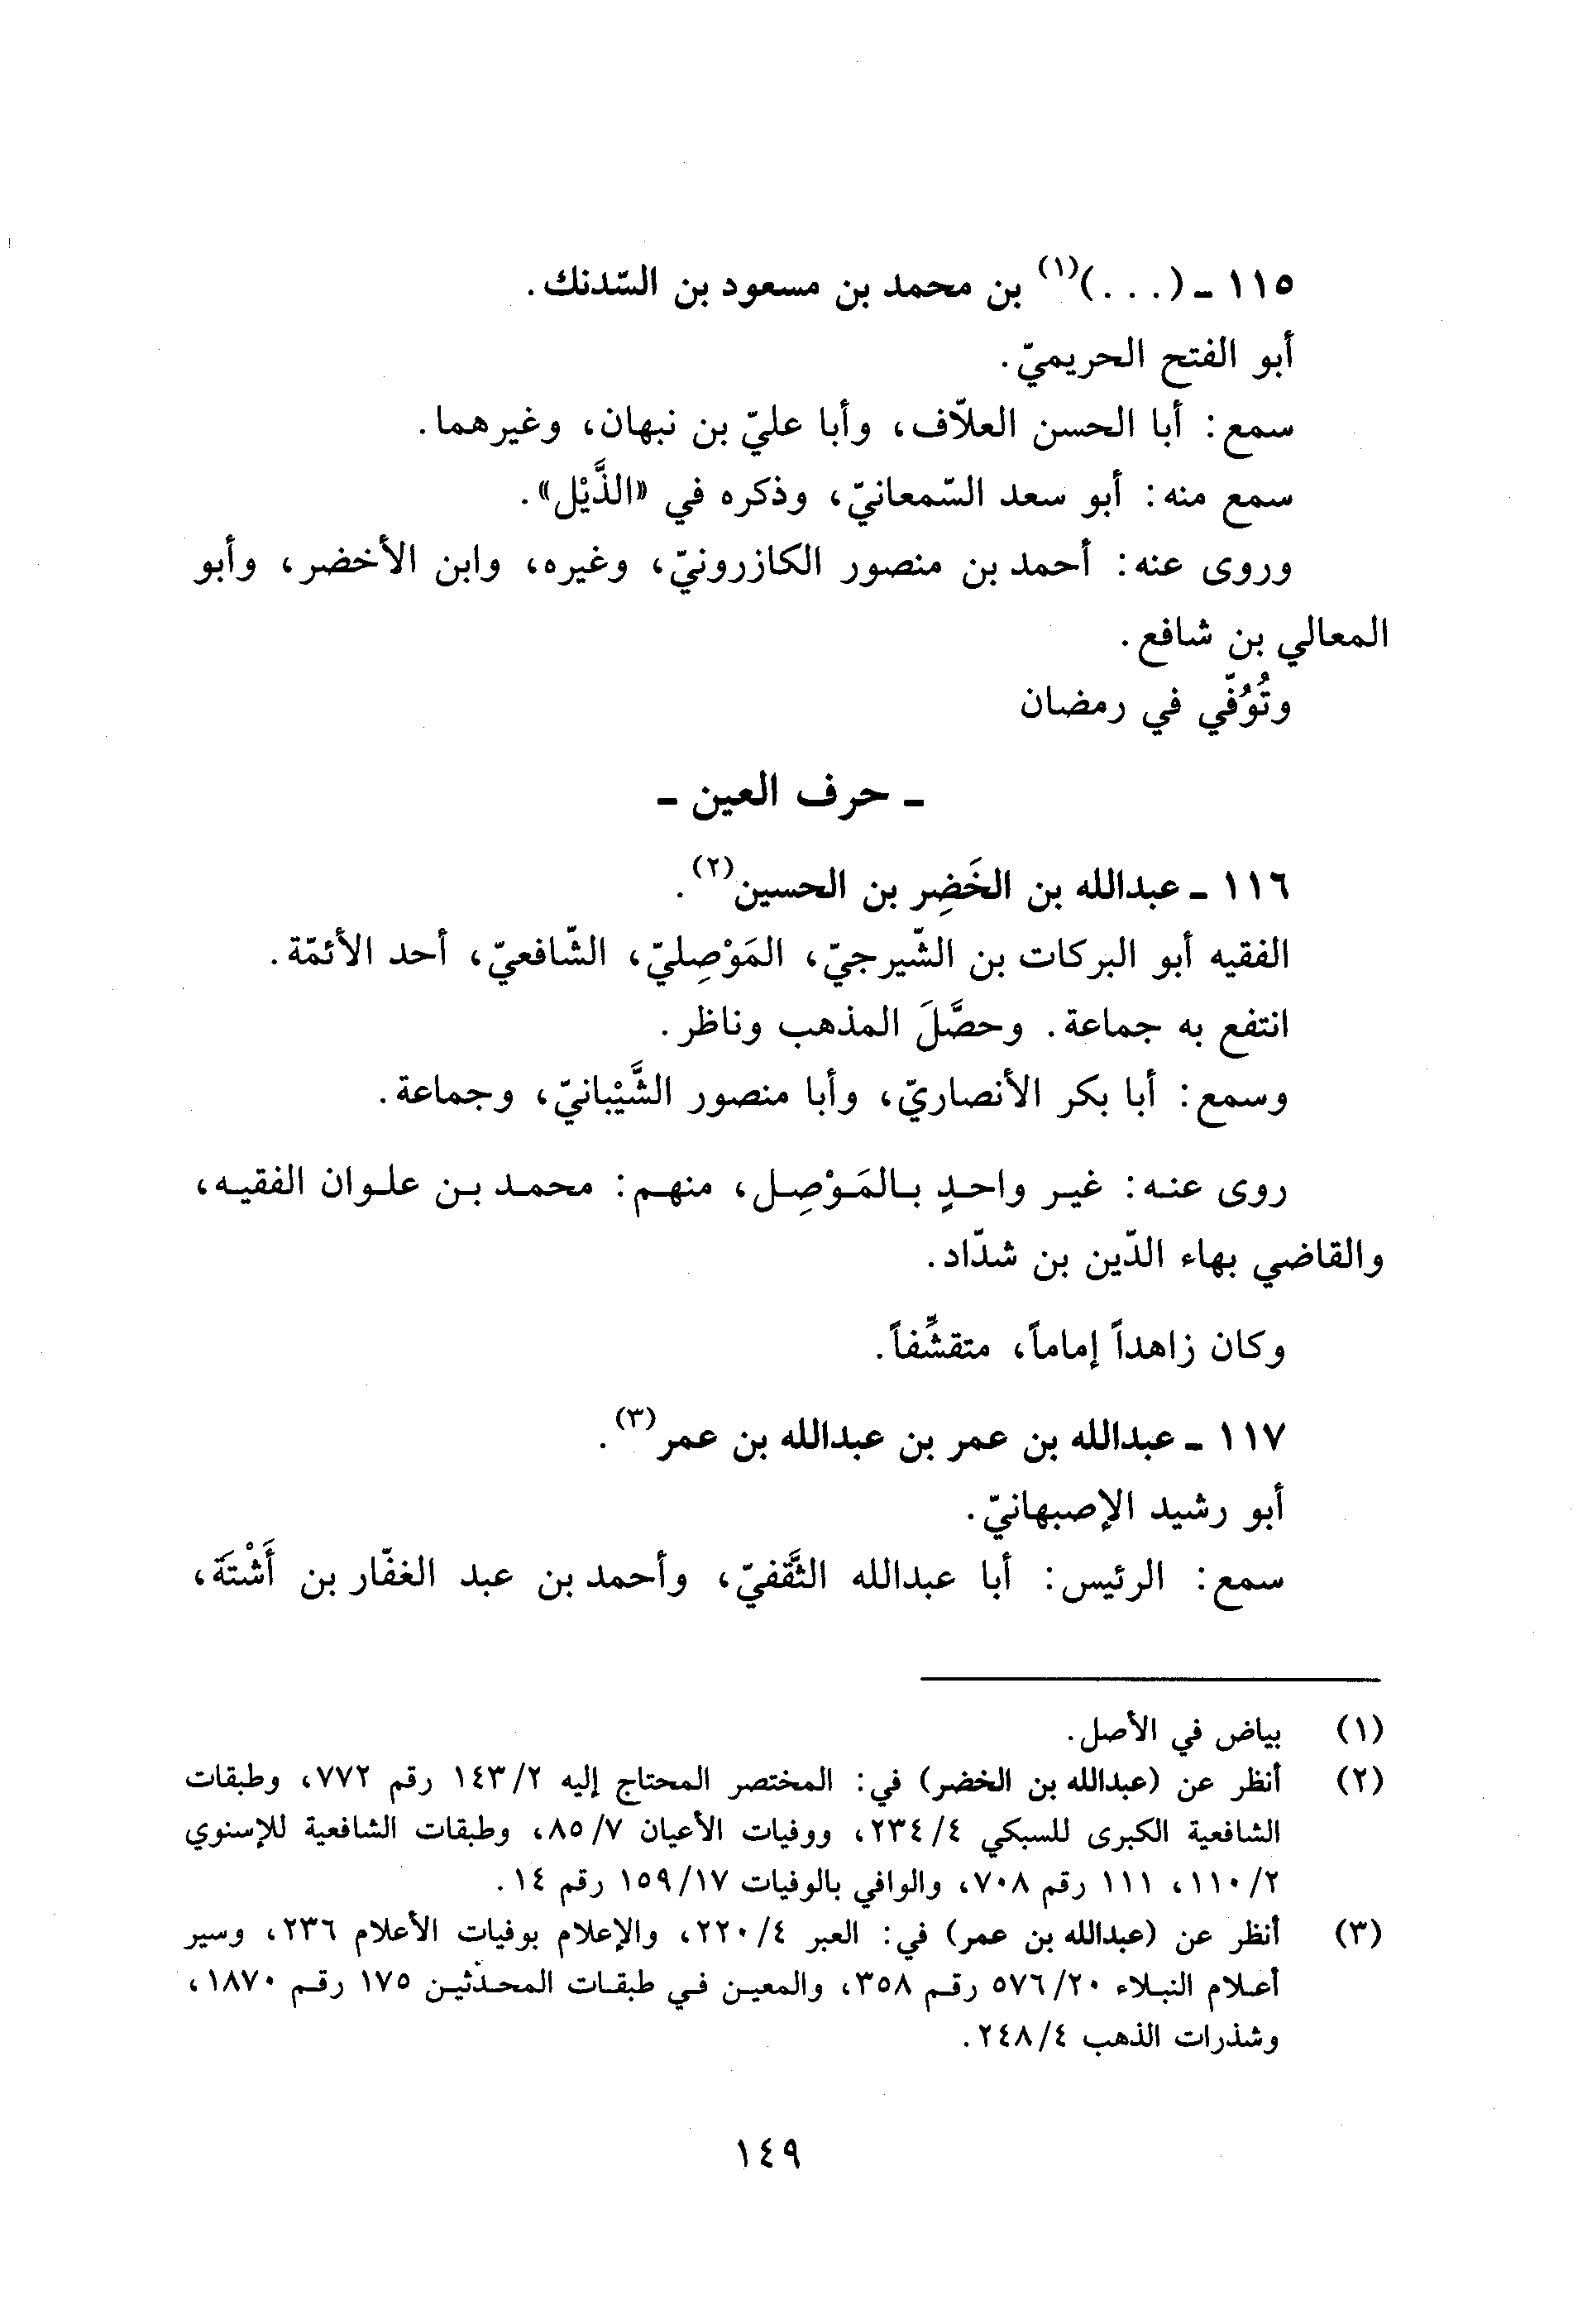 ١١٥ ـ (. . .)(١) بن محمد بن مسعود بن السّدنك.
أبو الفتح الحريميّ.
سمع: أبا الحسن العلاّف، وأبا عليّ بن نبهان، وغيرهما.
سمع منه: أبو سعد السّمعانيّ، وذكره في «الذَّيْل».
وروى عنه: أحمد بن منصور الكازرونيّ، وغيره، وابن الأخضر، وأبو
المعالي بن شافع.
وتُوُفّي في رمضان
ـ حرف العين ـ
١١٦ ـ عبدالله بن الخَضِر بن الحسين(٢).
الفقيه أبو البركات بن الشّيرجيّ، المَوْصِليّ، الشّافعيّ، أحد الأئمّة.
انتفع به جماعة. وحصَّلَ المذهب وناظر.
وسمع: أبا بكر الأنصاريّ، وأبا منصور الشَّيْبانيّ، وجماعة.
روى عنه: غير واحدٍ بالمَوْصِل، منهم: محمد بن علوان الفقيه،
والقاضي بهاء الدّين بن شدّاد.
وكان زاهداً إماماً، متقشِّفاً.
١١٧ ـ عبدالله بن عمر بن عبدالله بن عمر(٣).
أبو رشيد الإصبهانيّ.
سمع: الرئيس: أبا عبدالله الثَّقفيّ، وأحمد بن عبد الغفّار بن أَشْتَة،
(١) بياض في الأصل.
(٢) أنظر عن (عبدالله بن الخضر) في: المختصر المحتاج إليه ١٤٣/٢ رقم ٧٧٢، وطبقات
الشافعية الكبرى للسبكي ٢٣٤/٤، ووفيات الأعيان ٨٥/٧، وطبقات الشافعية للإسنوي
١١٠/٢، ١١١ رقم ٧٠٨، والوافي بالوفيات ١٥٩/١٧ رقم ١٤.
(٣) أنظر عن (عبدالله بن عمر) في: العبر ٢٢٠/٤، والإعلام بوفيات الأعلام ٢٣٦، وسير
أعلام النبلاء ٥٧٦/٢٠ رقم ٣٥٨، والمعين في طبقات المحدّثين ١٧٥ رقم ١٨٧٠،
وشذرات الذهب ٢٤٨/٤.
١٤٩